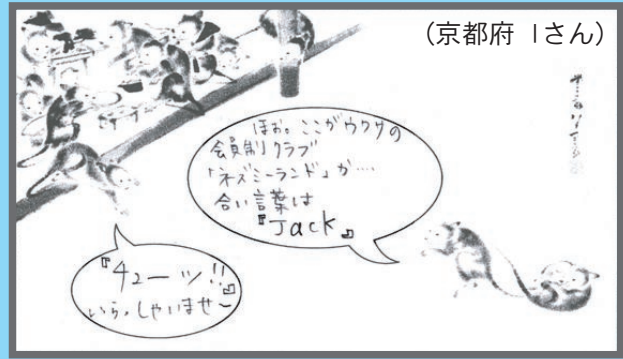 (京都府 Iさん)
ほお。ここがウワサの
会員制クラブ
「ネズミーランド」か…
合い言葉は
『Jack』
『チューッ!!』
いらっしゃいませ〜